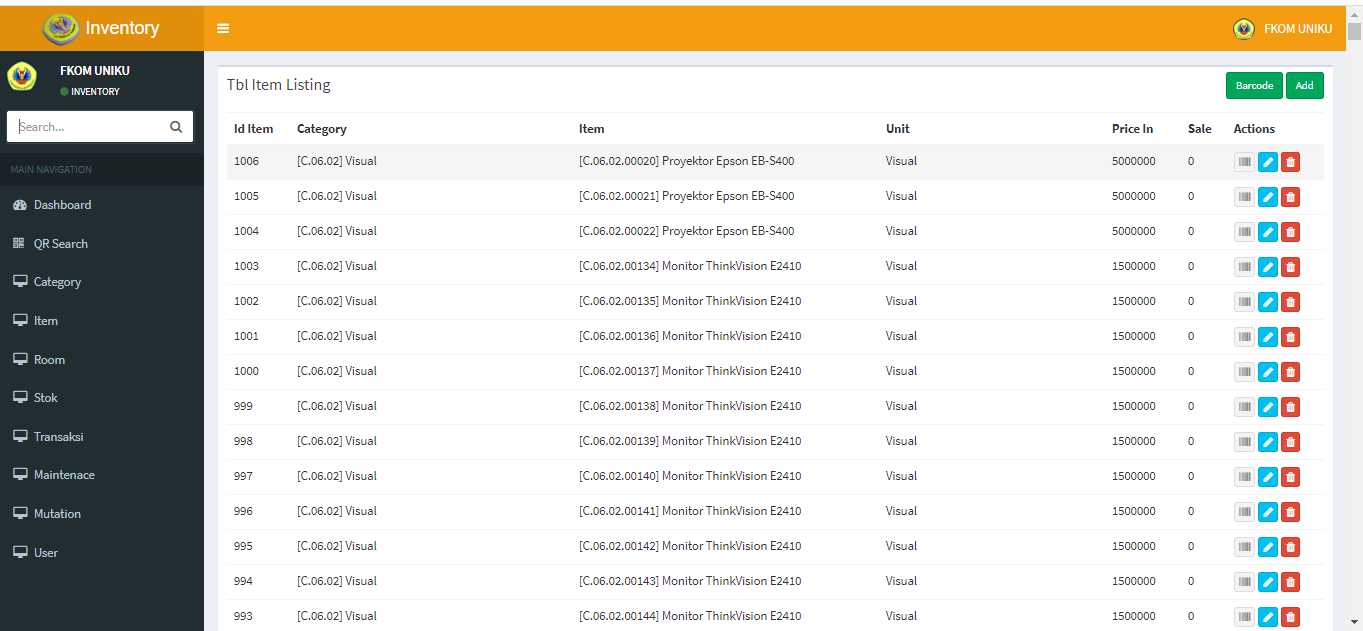 Inventory
FKOM UNIKU
FKOM UNIKU
INVENTORY
Search...
MAIN NAVIGATION
Dashboard
QR Search
Category
Item
Room
Stok
Transaksi
Maintenace
Mutation
User
Tbl Item Listing
Barcode Add
Id Item Category Item Unit Price In Sale Actions
1006 [C.06.02] Visual [C.06.02.00020] Proyektor Epson EB-S400 Visual 5000000 0
1005 [C.06.02] Visual [C.06.02.00021] Proyektor Epson EB-S400 Visual 5000000 0
1004 [C.06.02] Visual [C.06.02.00022] Proyektor Epson EB-S400 Visual 5000000 0
1003 [C.06.02] Visual [C.06.02.00134] Monitor ThinkVision E2410 Visual 1500000 0
1002 [C.06.02] Visual [C.06.02.00135] Monitor ThinkVision E2410 Visual 1500000 0
1001 [C.06.02] Visual [C.06.02.00136] Monitor ThinkVision E2410 Visual 1500000 0
1000 [C.06.02] Visual [C.06.02.00137] Monitor ThinkVision E2410 Visual 1500000 0
999 [C.06.02] Visual [C.06.02.00138] Monitor ThinkVision E2410 Visual 1500000 0
998 [C.06.02] Visual [C.06.02.00139] Monitor ThinkVision E2410 Visual 1500000 0
997 [C.06.02] Visual [C.06.02.00140] Monitor ThinkVision E2410 Visual 1500000 0
996 [C.06.02] Visual [C.06.02.00141] Monitor ThinkVision E2410 Visual 1500000 0
995 [C.06.02] Visual [C.06.02.00142] Monitor ThinkVision E2410 Visual 1500000 0
994 [C.06.02] Visual [C.06.02.00143] Monitor ThinkVision E2410 Visual 1500000 0
993 [C.06.02] Visual [C.06.02.00144] Monitor ThinkVision E2410 Visual 1500000 0